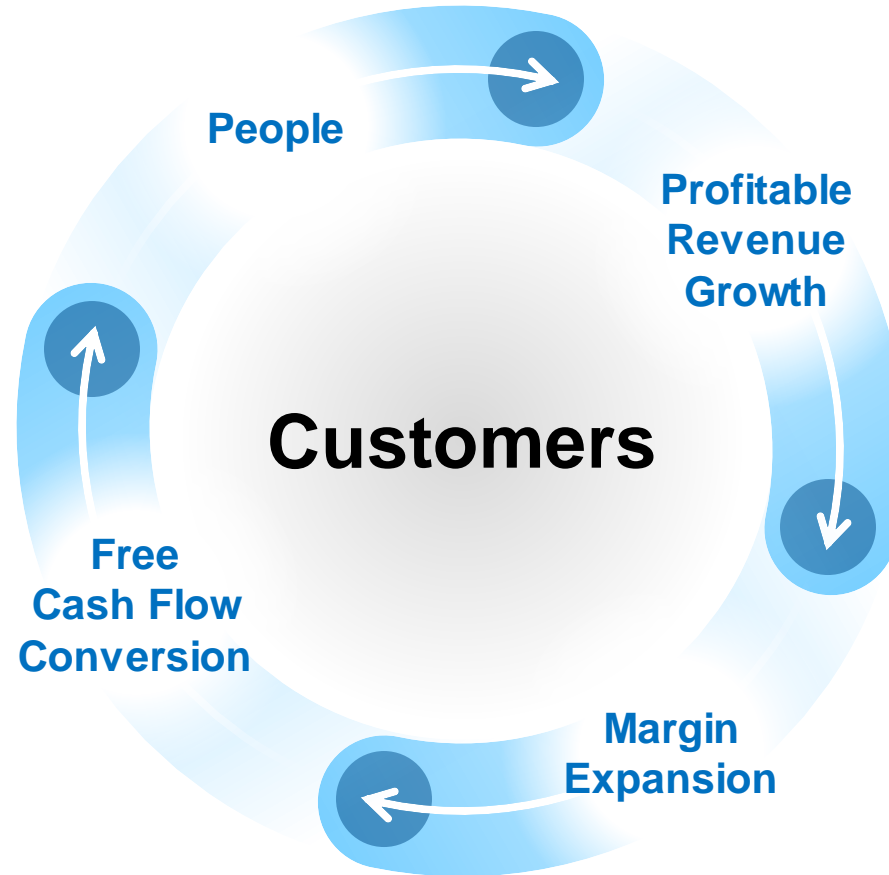 People
Profitable
Revenue
Growth
Customers
Free
Cash Flow
Conversion
Margin
Expansion